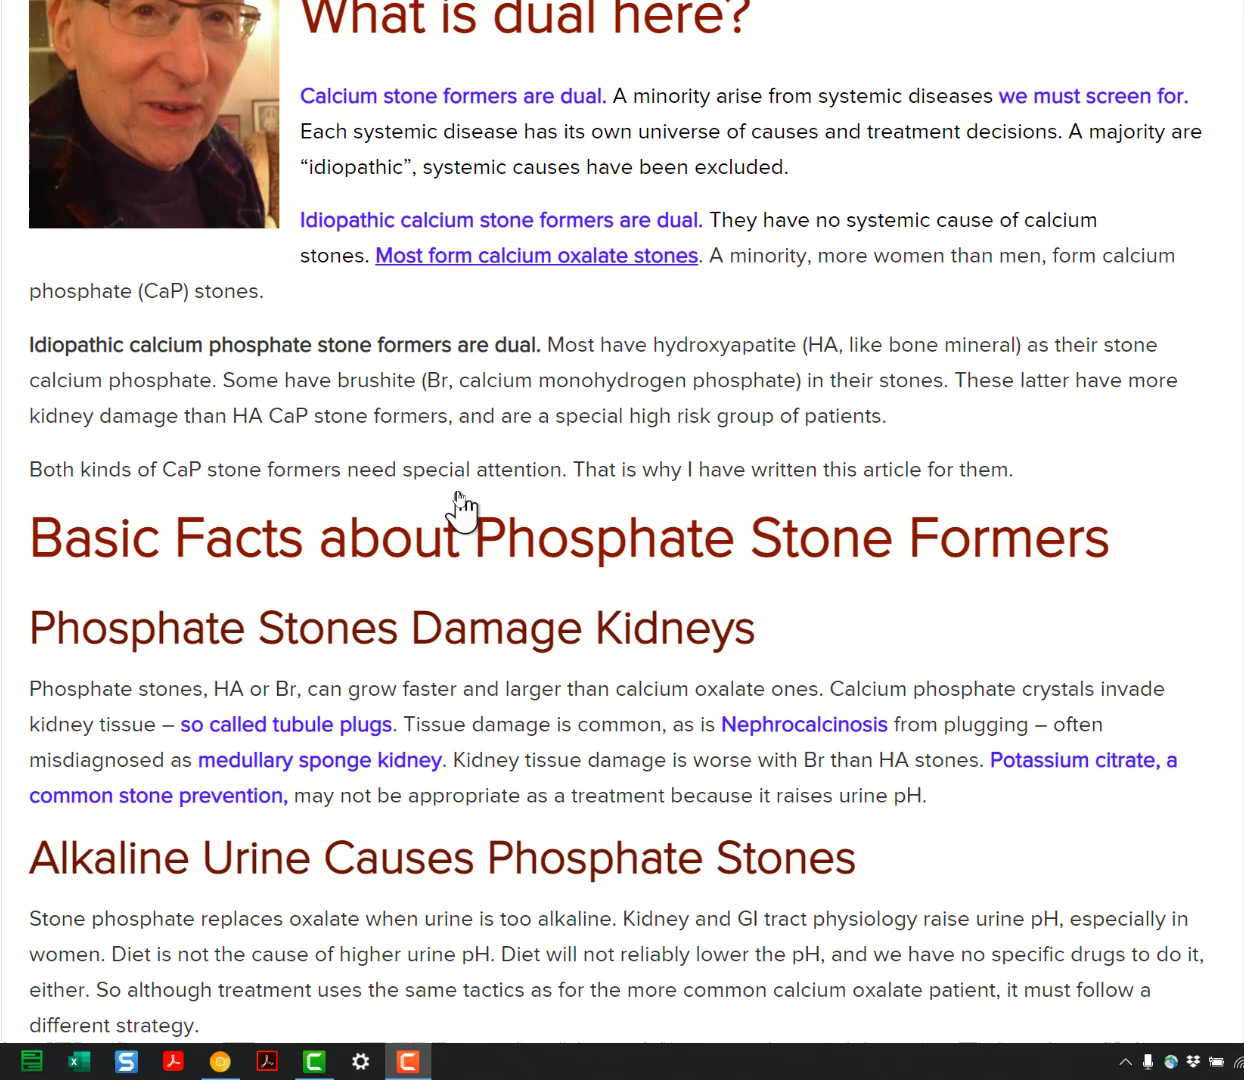 What is dual here?
Calcium stone formers are dual. A minority arise from systemic diseases we must screen for.
Each systemic disease has its own universe of causes and treatment decisions. A majority are
“idiopathic”, systemic causes have been excluded.
Idiopathic calcium stone formers are dual. They have no systemic cause of calcium
stones. Most form calcium oxalate stones. A minority, more women than men, form calcium
phosphate (CaP) stones.
Idiopathic calcium phosphate stone formers are dual. Most have hydroxyapatite (HA, like bone mineral) as their stone
calcium phosphate. Some have brushite (Br, calcium monohydrogen phosphate) in their stones. These latter have more
kidney damage than HA CaP stone formers, and are a special high risk group of patients.
Both kinds of CaP stone formers need special attention. That is why I have written this article for them.
Basic Facts about Phosphate Stone Formers
Phosphate Stones Damage Kidneys
Phosphate stones, HA or Br, can grow faster and larger than calcium oxalate ones. Calcium phosphate crystals invade
kidney tissue – so called tubule plugs. Tissue damage is common, as is Nephrocalcinosis from plugging – often
misdiagnosed as medullary sponge kidney. Kidney tissue damage is worse with Br than HA stones. Potassium citrate, a
common stone prevention, may not be appropriate as a treatment because it raises urine pH.
Alkaline Urine Causes Phosphate Stones
Stone phosphate replaces oxalate when urine is too alkaline. Kidney and GI tract physiology raise urine pH, especially in
women. Diet is not the cause of higher urine pH. Diet will not reliably lower the pH, and we have no specific drugs to do it,
either. So although treatment uses the same tactics as for the more common calcium oxalate patient, it must follow a
different strategy.